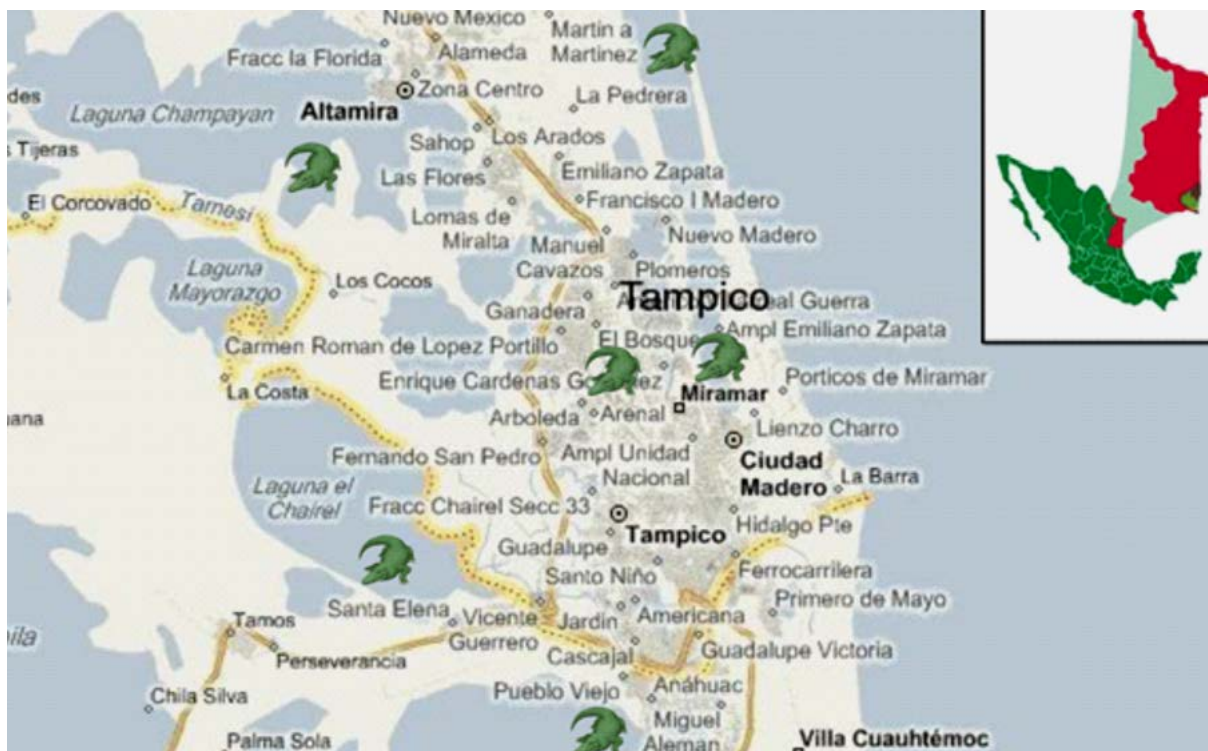 Nuevo Mexico
Martin a
Martinez
Alameda
Fracc la Florida
Zona Centro
La Pedrera
Altamira
Laguna Champayan
des
Los Arados
Sahop
Tijeras
Emiliano Zapata
Las Flores
El Corcovado
Tamesi
Francisco I Madero
Lomas de
Miralta
Nuevo Madero
Manuel
Cavazos
Plomeros
Laguna
Mayorazgo
Los Cocos
Tampico
eal Guerra
Ganadera
Ampl Emiliano Zapata
El Bosque
Carmen Roman de Lopez Portillo
La Costa
Enrique Cardenas Go ez
Porticos de Miramar
Miramar
ana
Arboleda
Arenal
Lienzo Charro
Fernando San Pedro
Ampl Unidad
Nacional
Ciudad
Madero
La Barra
Laguna el
Chairel
Fracc Chairel Secc 33
Tampico
Hidalgo Pte
Guadalupe
Santo Niño
Ferrocarrilera
Santa Elena
Vicente
Guerrero
Jardin
Americana
Primero de Mayo
Tamos
Perseverancia
Cascajal
Guadalupe Victoria
ila
Chila Silva
Pueblo Viejo
Anáhuac
Miguel
Aleman
Palma Sola
Villa Cuauhtémoc